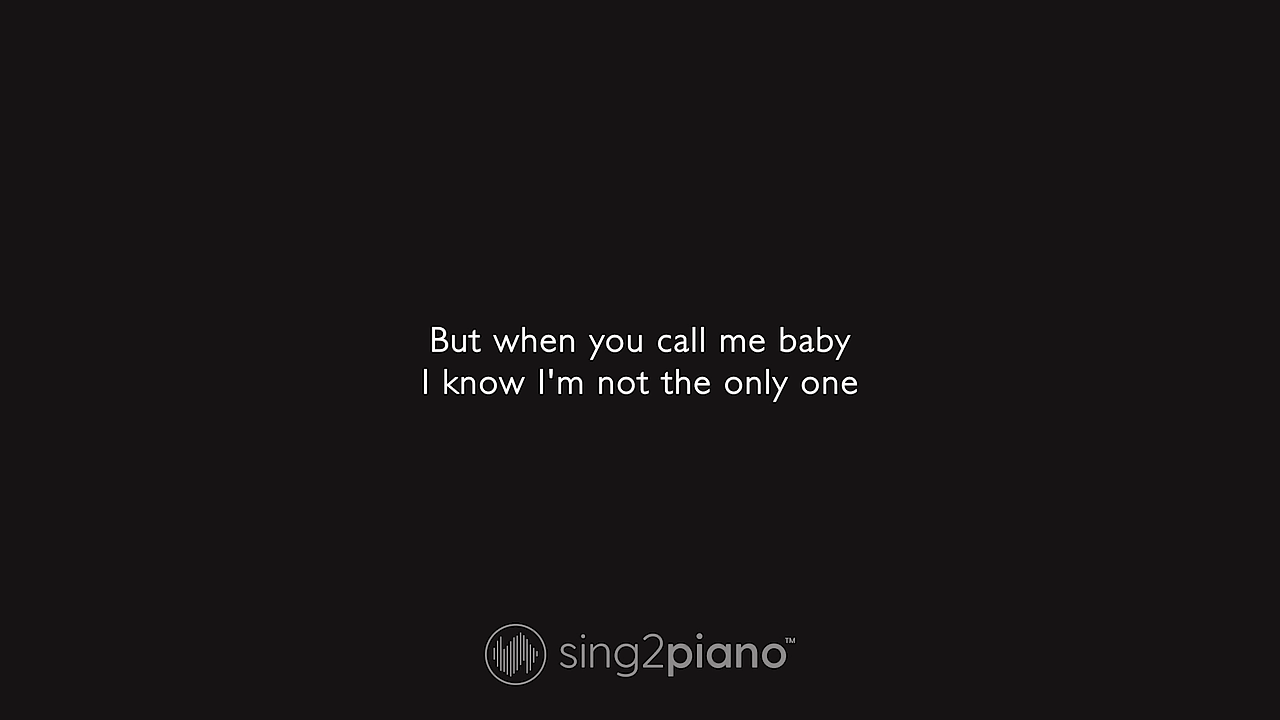 But when you call me baby
I know I'm not the only one
sing2piano™